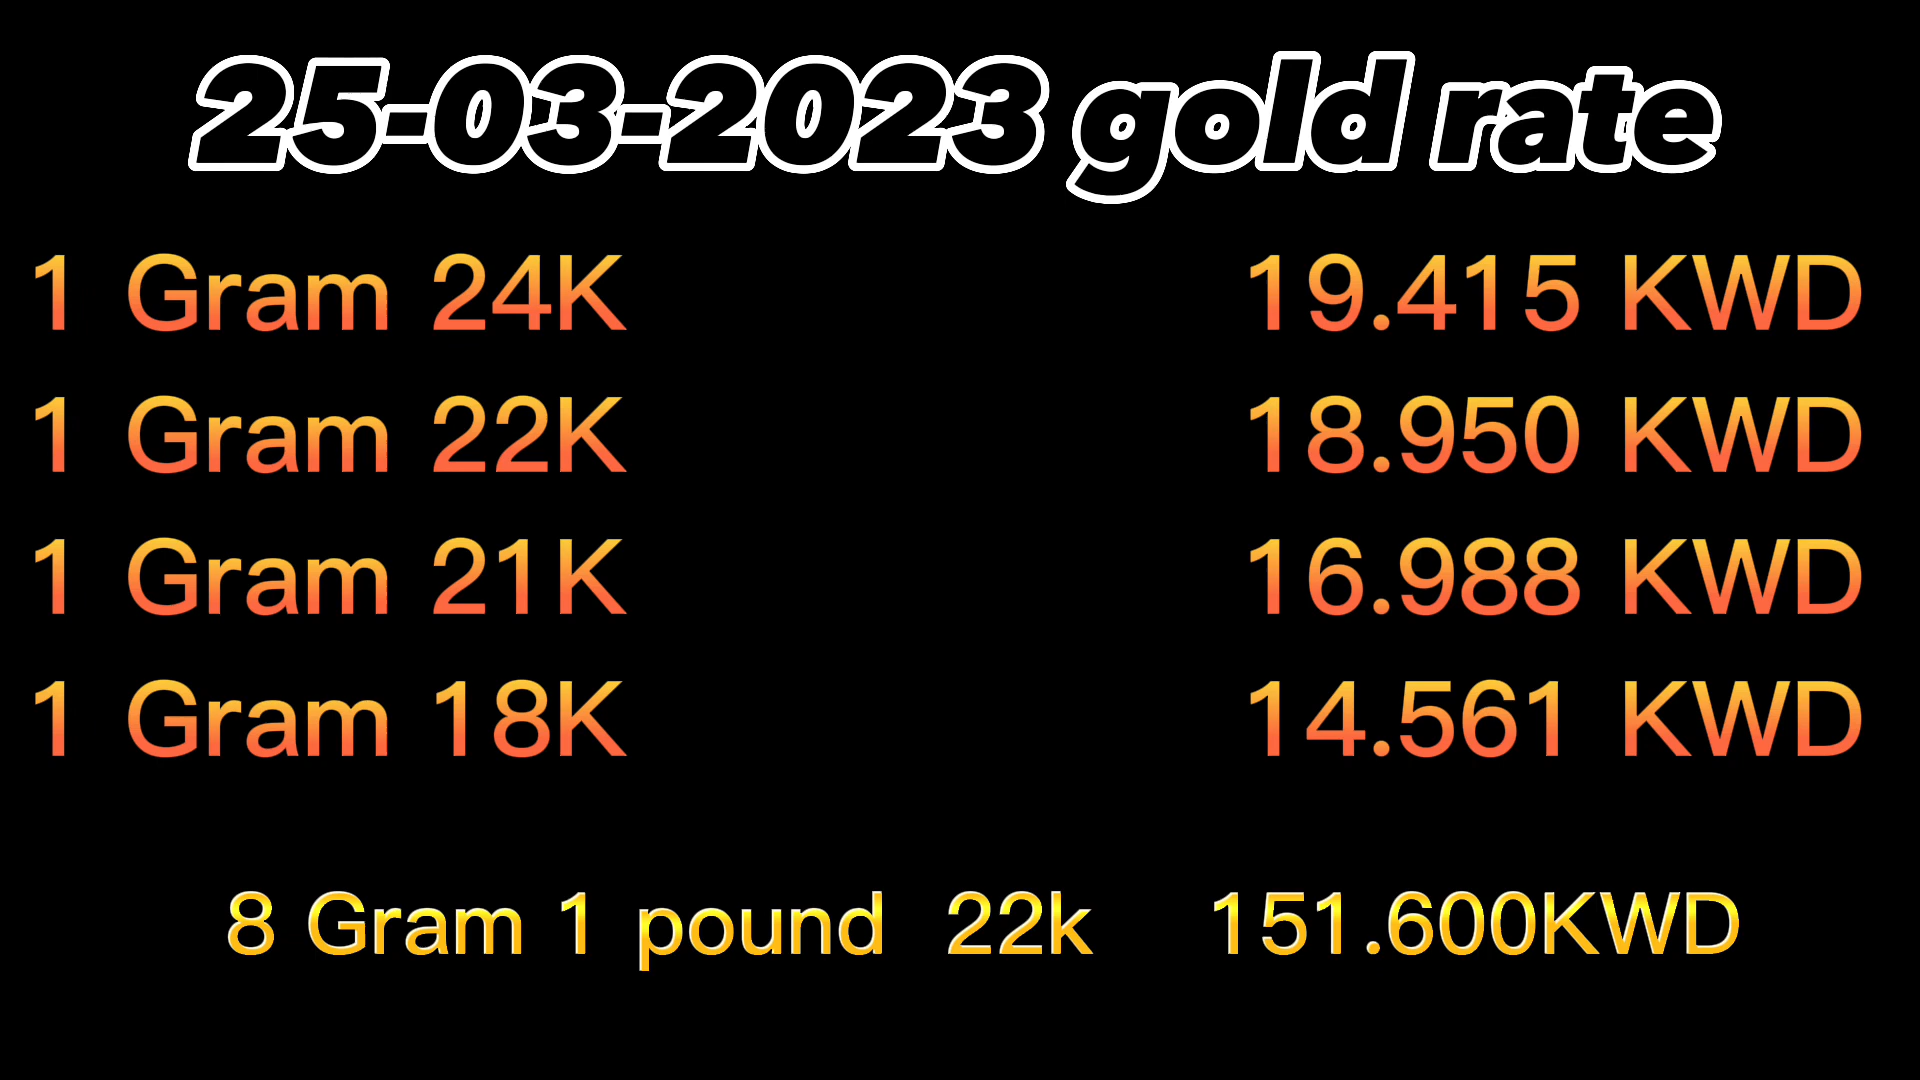 25-03-2023 gold rate
1 Gram 24K 19.415 KWD
1 Gram 22K 18.950 KWD
1 Gram 21K 16.988 KWD
1 Gram 18K 14.561 KWD
8 Gram 1 pound 22k 151.600KWD